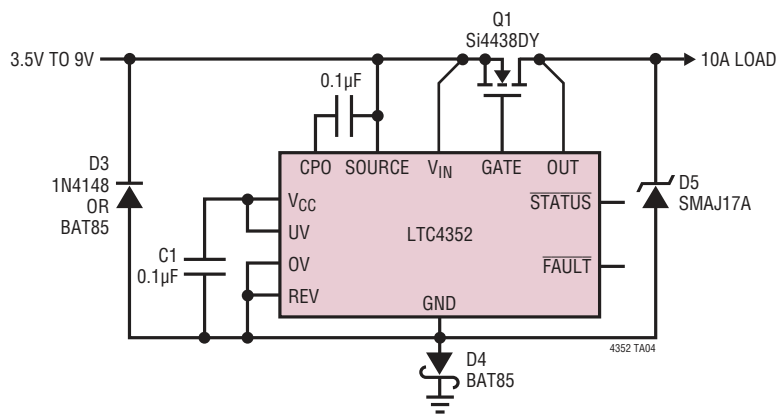 Q1
Si4438DY
3.5V TO 9V
10A LOAD
0.1µF
CPO
SOURCE
VIN
GATE
OUT
D3
1N4148
OR
BAT85
VCC
UV
OV
REV
LTC4352
STATUS
FAULT
GND
D5
SMAJ17A
C1
0.1µF
4352 TA04
D4
BAT85